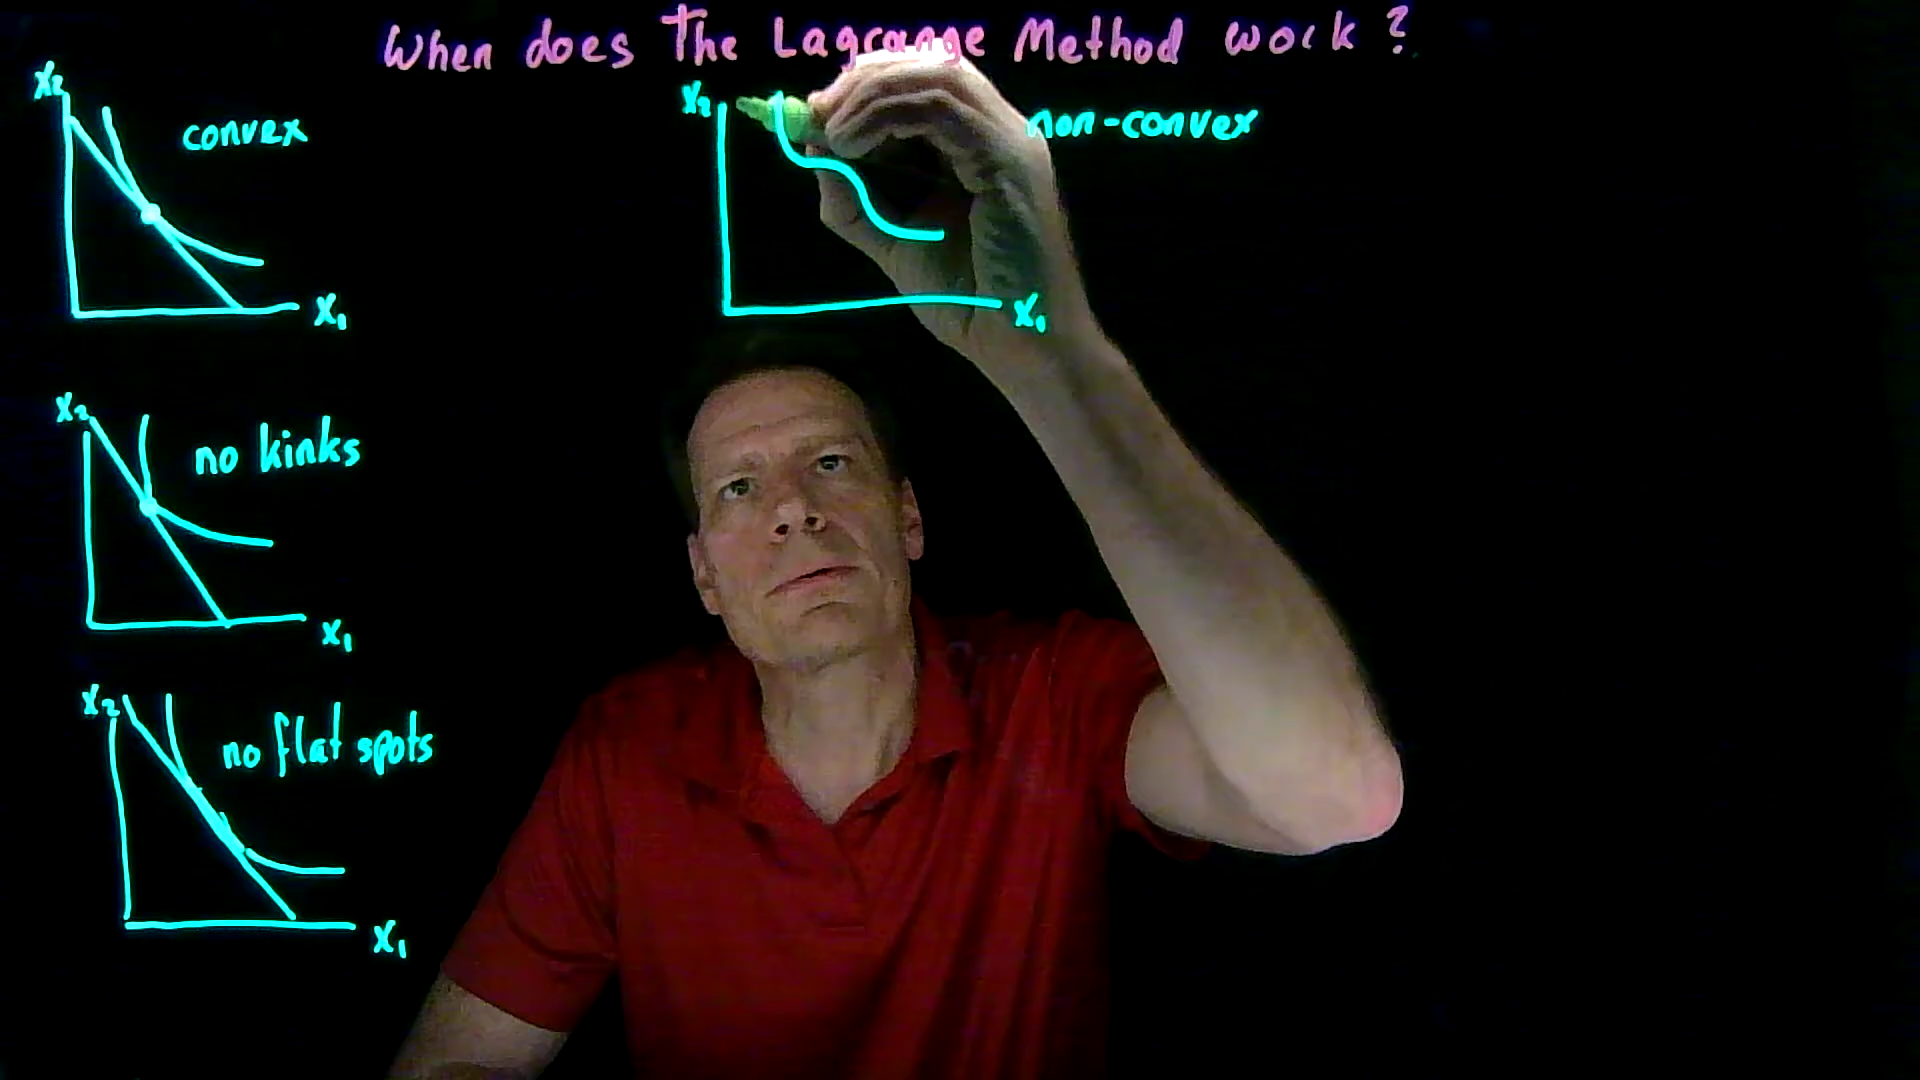 When does The Lagrange Method work ?
X₂
convex
X₁
X₂
non-convex
X₁
X₂
no kinks
X₁
X₂
no flat spots
X₁